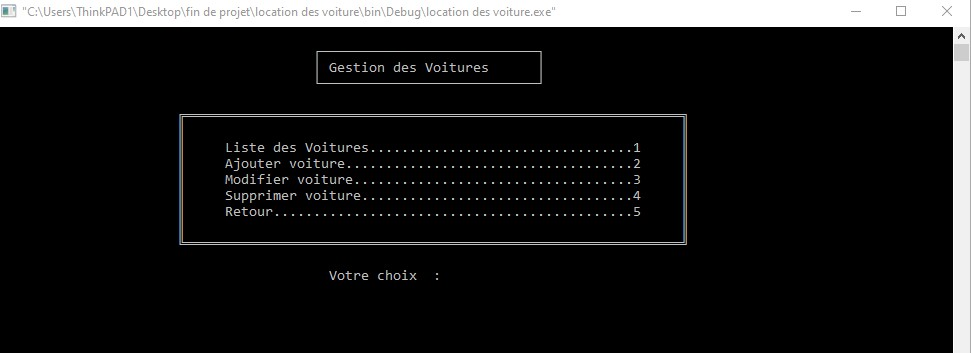 "C:\Users\ThinkPAD1\Desktop\fin de projet\location des voiture\bin\Debug\location des voiture.exe"
Gestion des Voitures
Liste des Voitures.................................1
Ajouter voiture....................................2
Modifier voiture...................................3
Supprimer voiture..................................4
Retour.............................................5
Votre choix  :